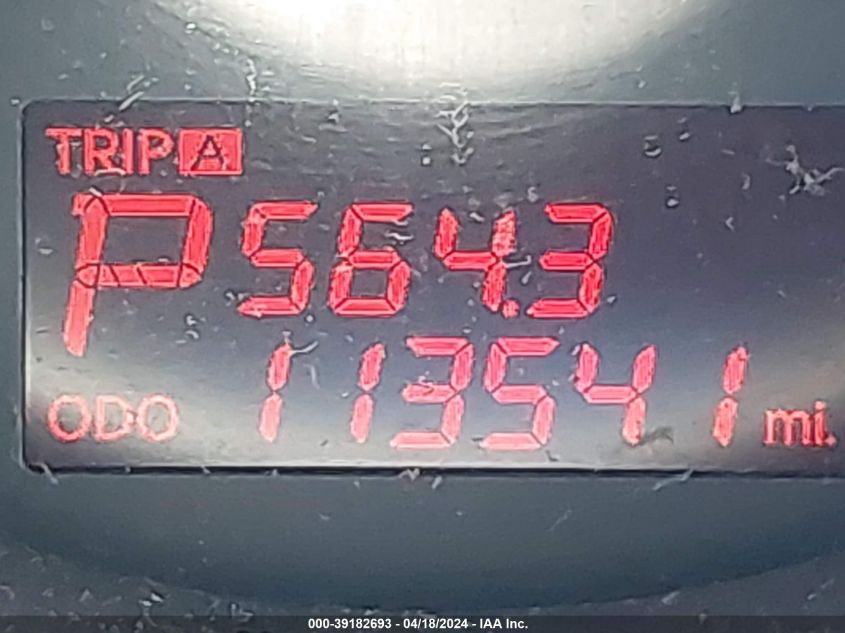 TRIP A
P 564.3
ODO 113541 mi.
000-39182693 - 04/18/2024 - IAA Inc.